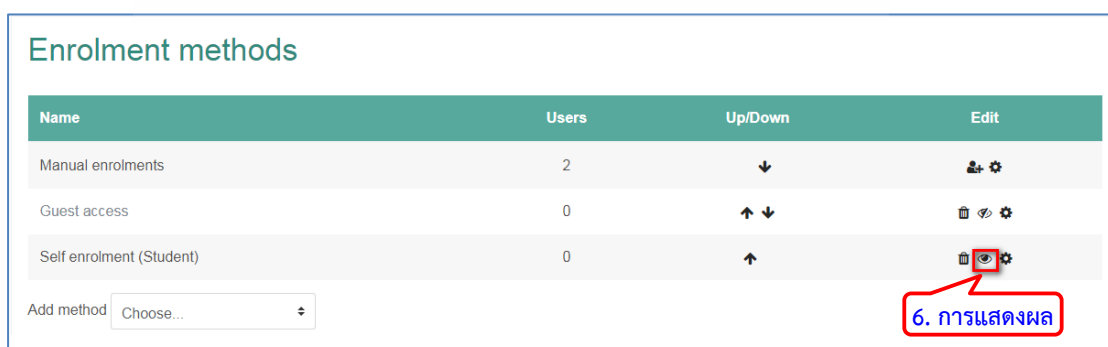 Enrolment methods
Name Users Up/Down Edit
Manual enrolments 2
Guest access 0
Self enrolment (Student) 0
Add method Choose...
6. การแสดงผล